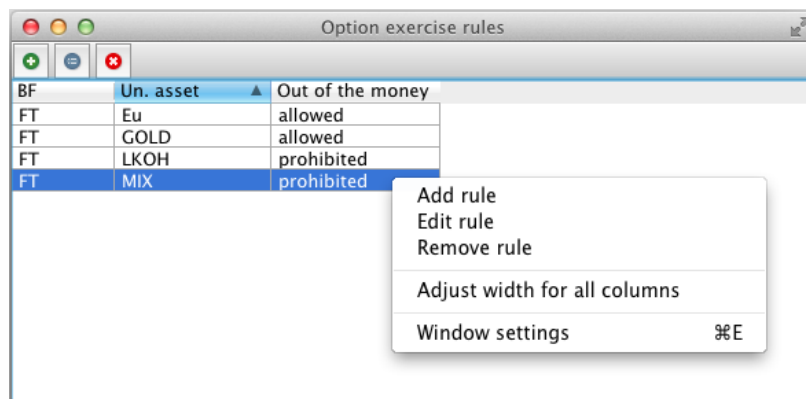 Option exercise rules
BF Un. asset Out of the money
FT Eu allowed
FT GOLD allowed
FT LKOH prohibited
FT MIX prohibited
Add rule
Edit rule
Remove rule
Adjust width for all columns
Window settings ⌘E